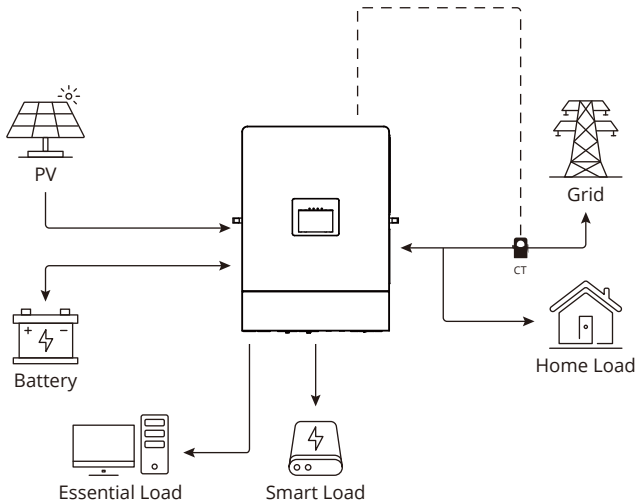 PV
Grid
CT
Home Load
Battery
Essential Load
Smart Load